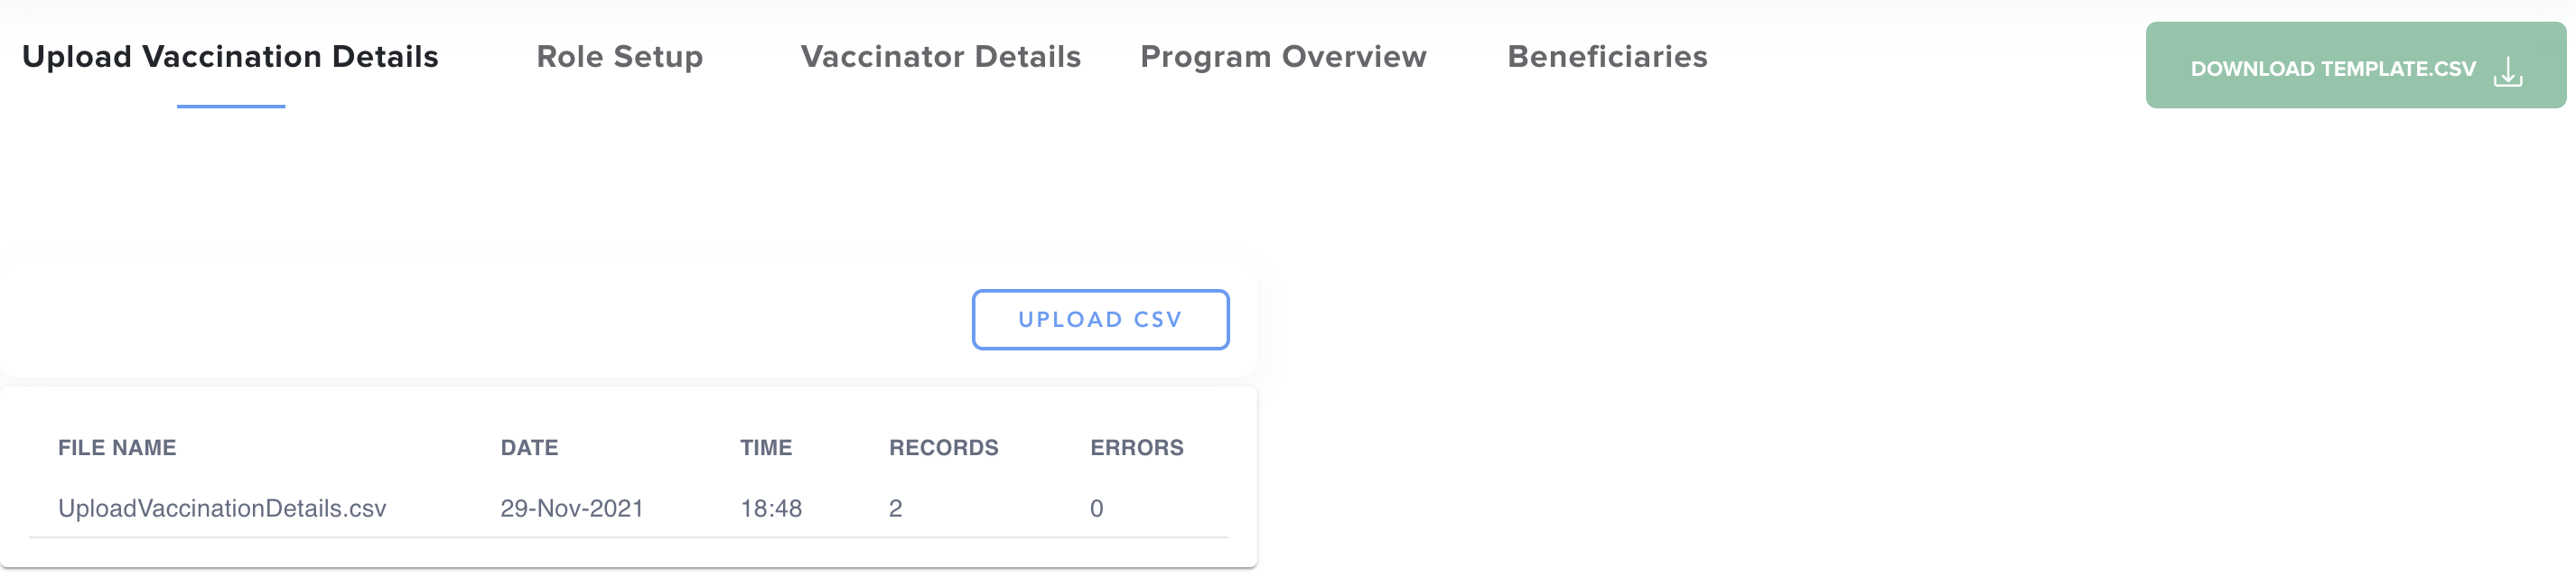 Upload Vaccination Details Role Setup Vaccinator Details Program Overview Beneficiaries DOWNLOAD TEMPLATE.CSV
UPLOAD CSV
FILE NAME DATE TIME RECORDS ERRORS
UploadVaccinationDetails.csv 29-Nov-2021 18:48 2 0